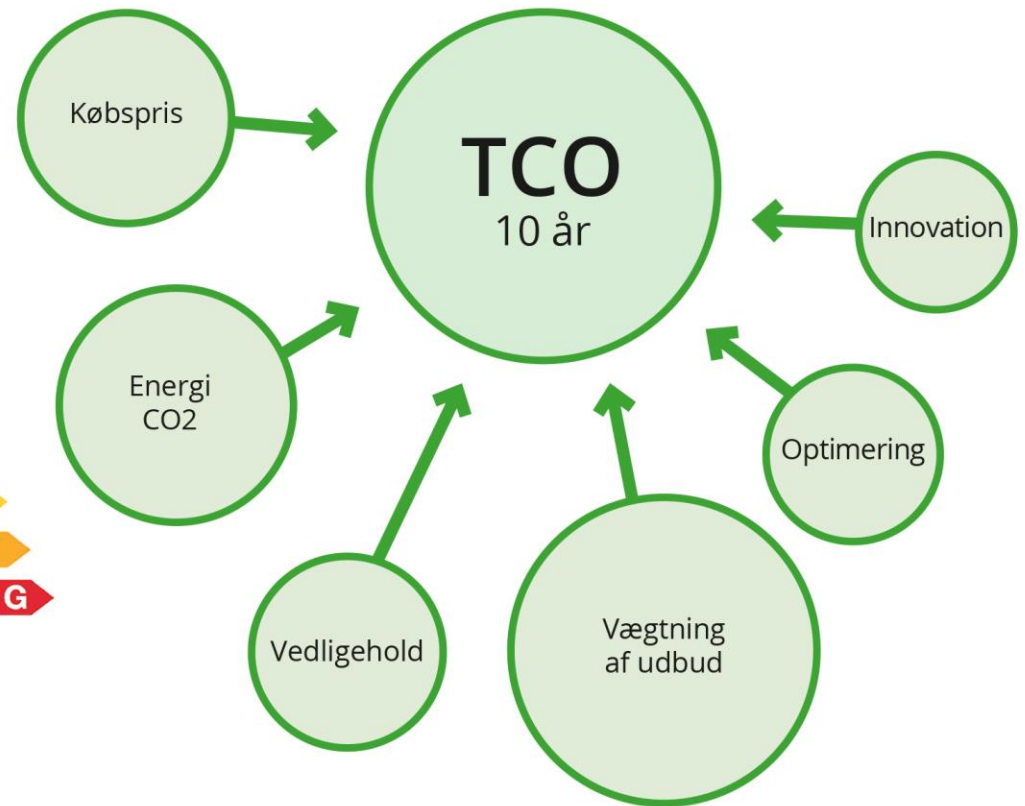 Købspris
TCO
10 år
Innovation
Energi
CO2
Optimering
G
Vedligehold
Vægtning
af udbud